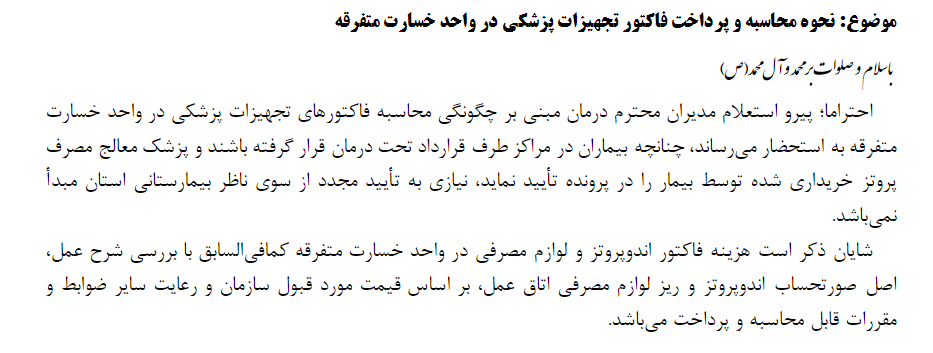 موضوع: نحوه محاسبه و پرداخت فاکتور تجهیزات پزشکی در واحد خسارت متفرقه
باسلام و صلوات بر محمد و آل محمد(ص)
احتراما؛ پیرو استعلام مدیران محترم درمان مبنی بر چگونگی محاسبه فاکتورهای تجهیزات پزشکی در واحد خسارت
متفرقه به استحضار می‌رساند، چنانچه بیماران در مراکز طرف قرارداد تحت درمان قرار گرفته باشند و پزشک معالج مصرف
پروتز خریداری شده توسط بیمار را در پرونده تأیید نماید، نیازی به تأیید مجدد از سوی ناظر بیمارستانی استان مبدأ
نمی‌باشد.
شایان ذکر است هزینه فاکتور اندوپروتز و لوازم مصرفی در واحد خسارت متفرقه کمافی‌السابق با بررسی شرح عمل،
اصل صورتحساب اندوپروتز و ریز لوازم مصرفی اتاق عمل، بر اساس قیمت مورد قبول سازمان و رعایت سایر ضوابط و
مقررات قابل محاسبه و پرداخت می‌باشد.